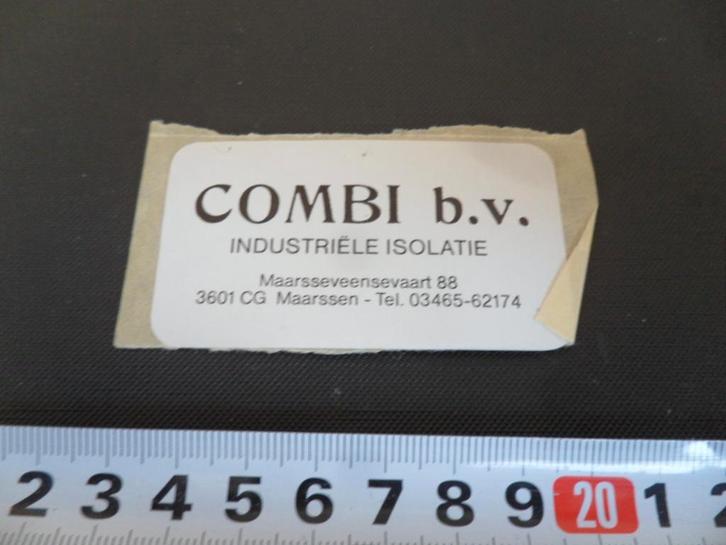 COMBI b.v.
INDUSTRIËLE ISOLATIE
Maarsseveensevaart 88
3601 CG Maarssen - Tel. 03465-62174
2 3 4 5 6 7 8 9 20 1 2